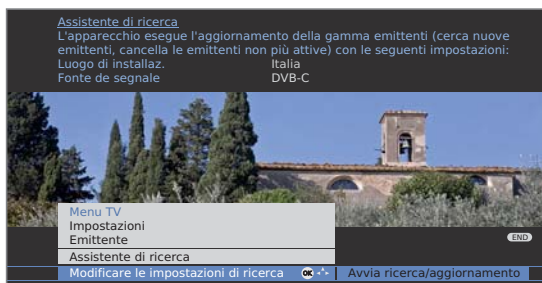 Assistente di ricerca
L'apparecchio esegue l'aggiornamento della gamma emittenti (cerca nuove
emittenti, cancella le emittenti non più attive) con le seguenti impostazioni:
Luogo di installaz. Italia
Fonte de segnale DVB-C
Menu TV
Impostazioni
Emittente
END
Assistente di ricerca
Modificare le impostazioni di ricerca OK Avvia ricerca/aggiornamento